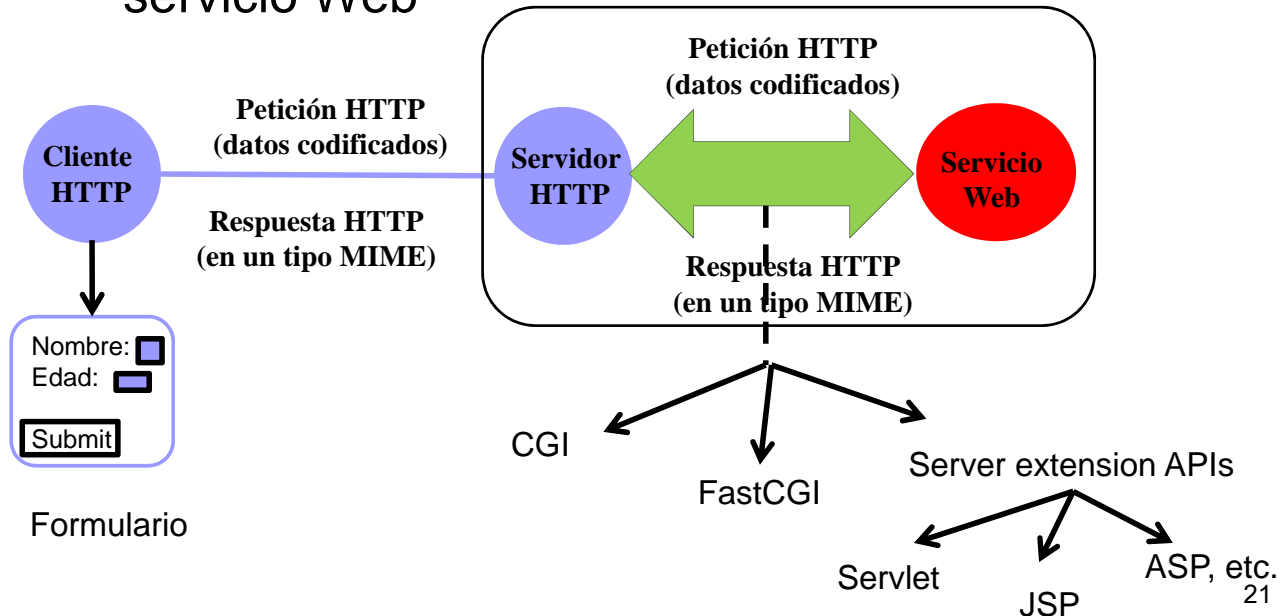 servicio Web
Petición HTTP
(datos codificados)
Petición HTTP
(datos codificados)
Cliente
HTTP
Servidor
HTTP
Servicio
Web
Respuesta HTTP
(en un tipo MIME)
Respuesta HTTP
(en un tipo MIME)
Nombre:
Edad:
Submit
Formulario
CGI
FastCGI
Server extension APIs
Servlet
JSP
ASP, etc.
21